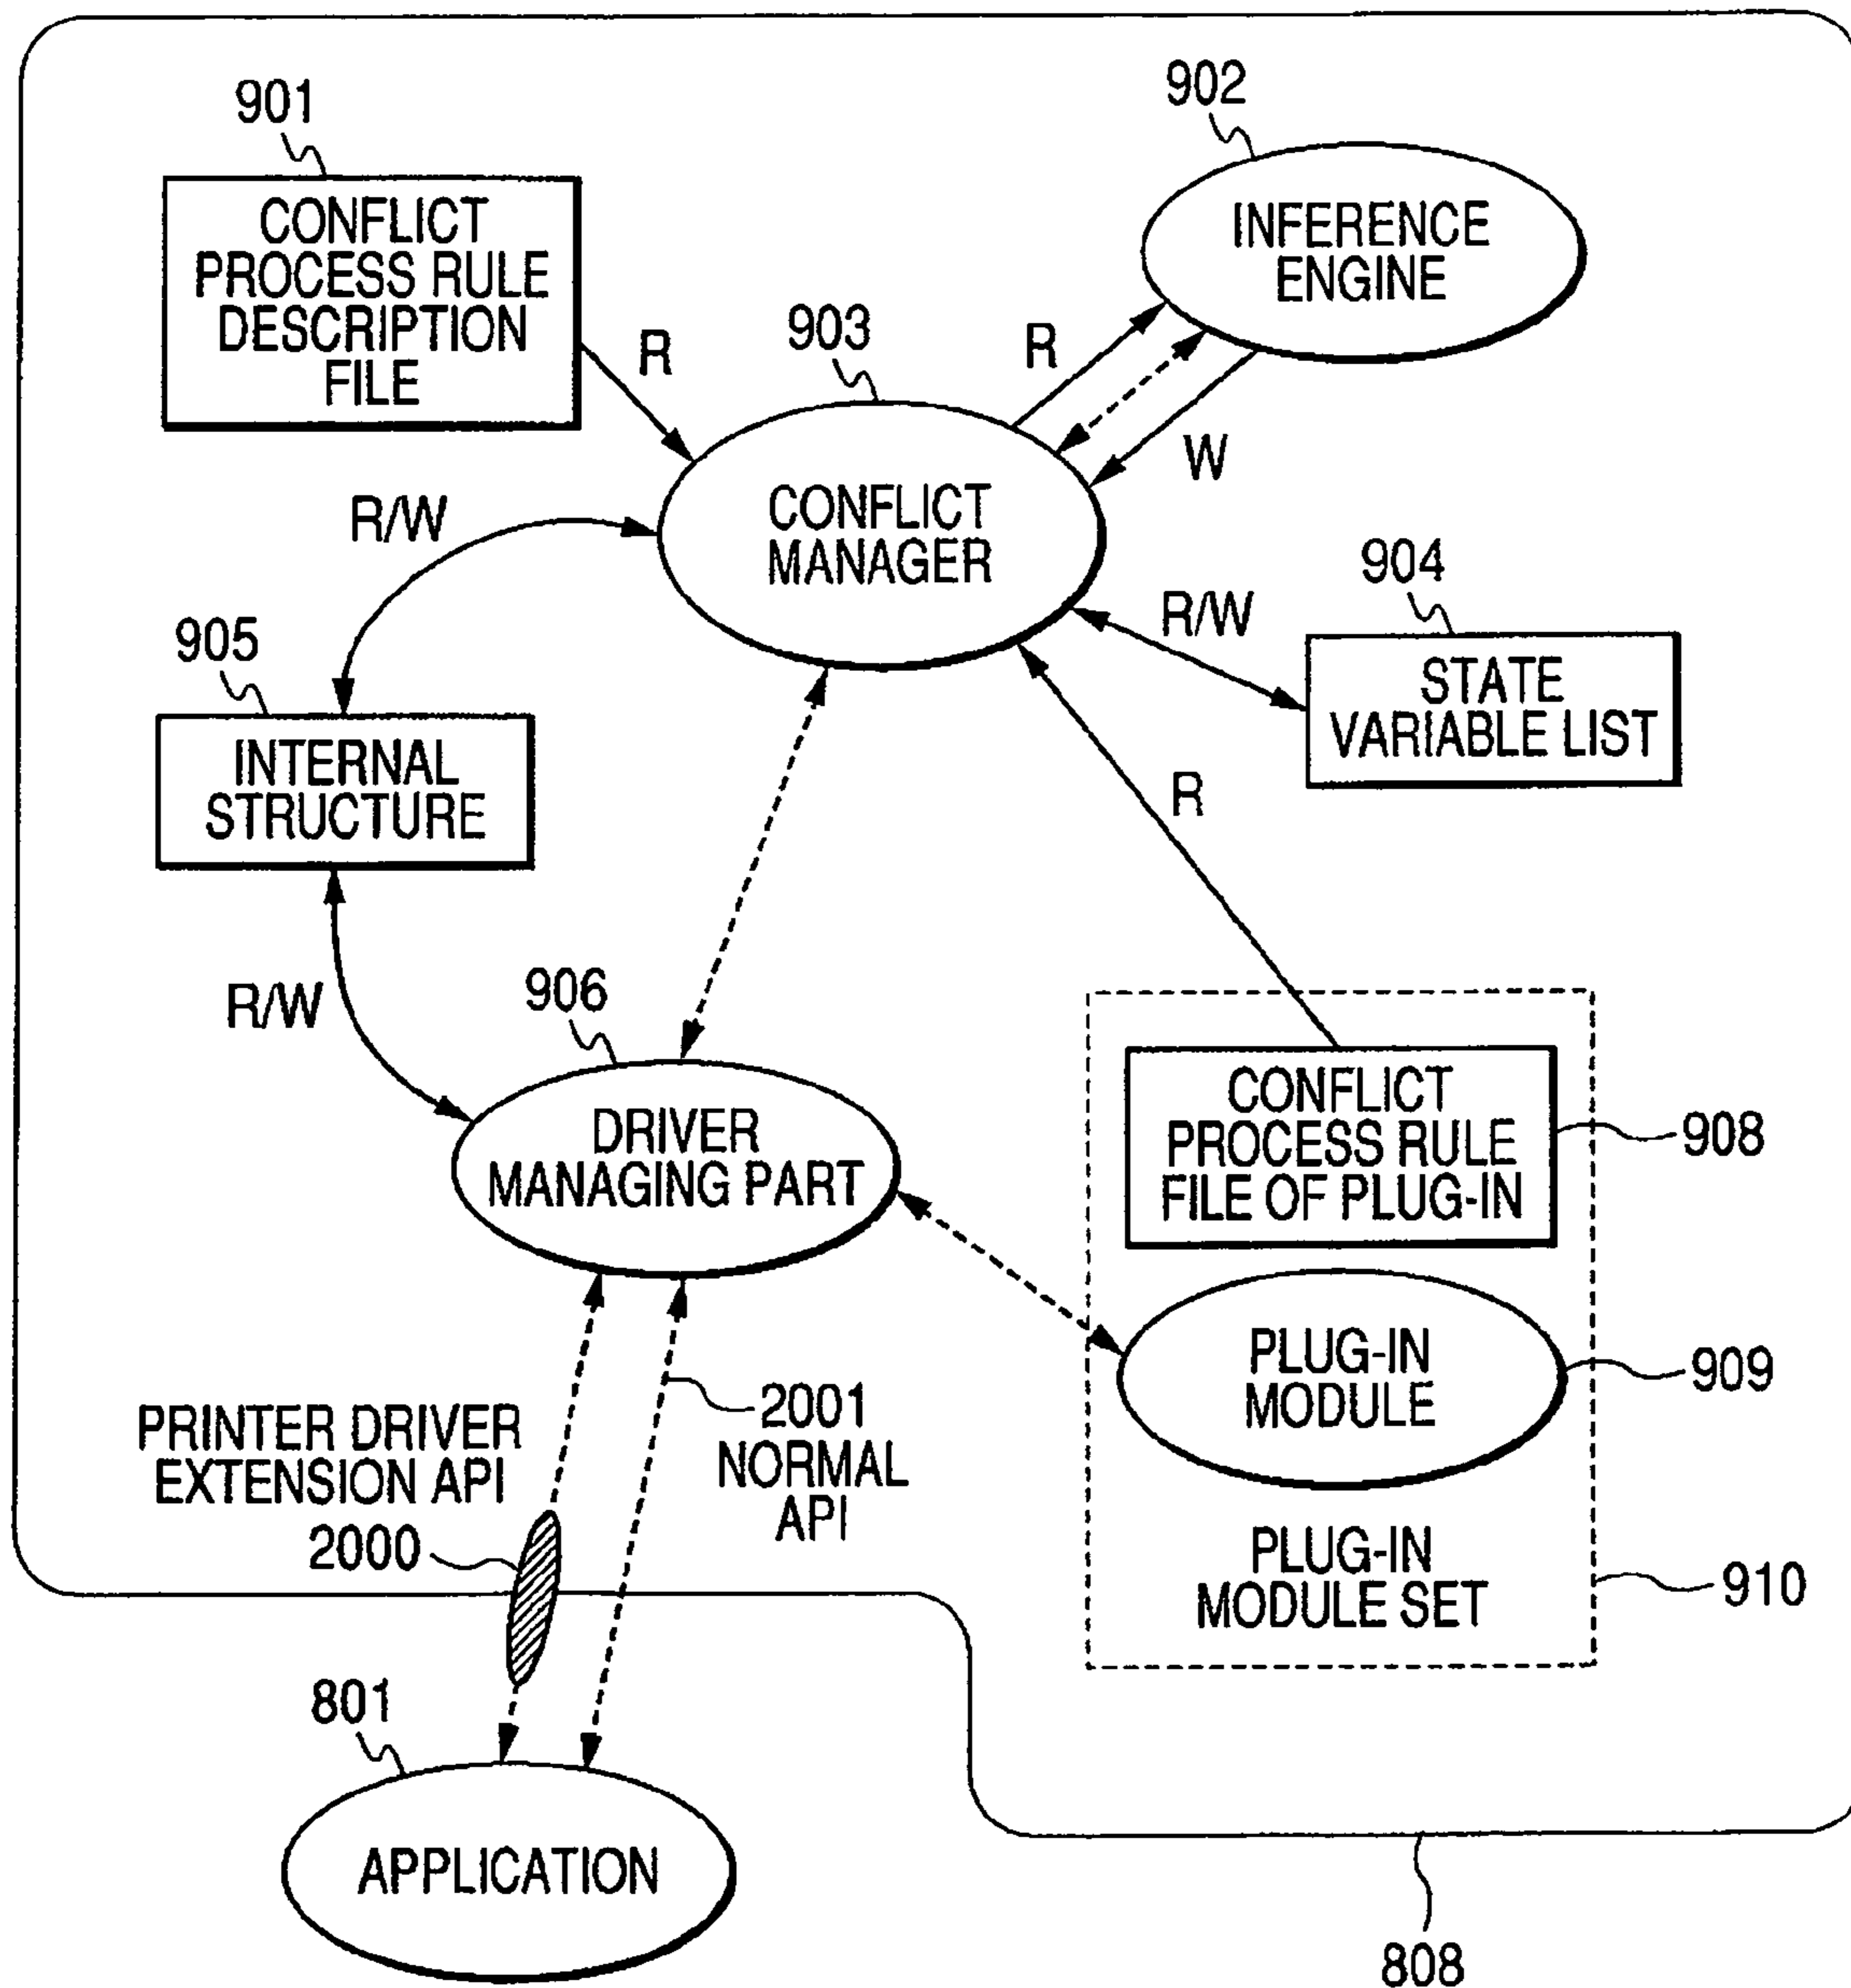 901
CONFLICT
PROCESS RULE
DESCRIPTION
FILE
R
902
INFERENCE
ENGINE
903
R
W
CONFLICT
MANAGER
R/W
904
R/W
STATE
VARIABLE LIST
905
INTERNAL
STRUCTURE
R
R/W
906
DRIVER
MANAGING PART
CONFLICT
PROCESS RULE
FILE OF PLUG-IN
908
PLUG-IN
MODULE
909
PLUG-IN
MODULE SET
910
PRINTER DRIVER
EXTENSION API
2000
2001
NORMAL
API
801
APPLICATION
808